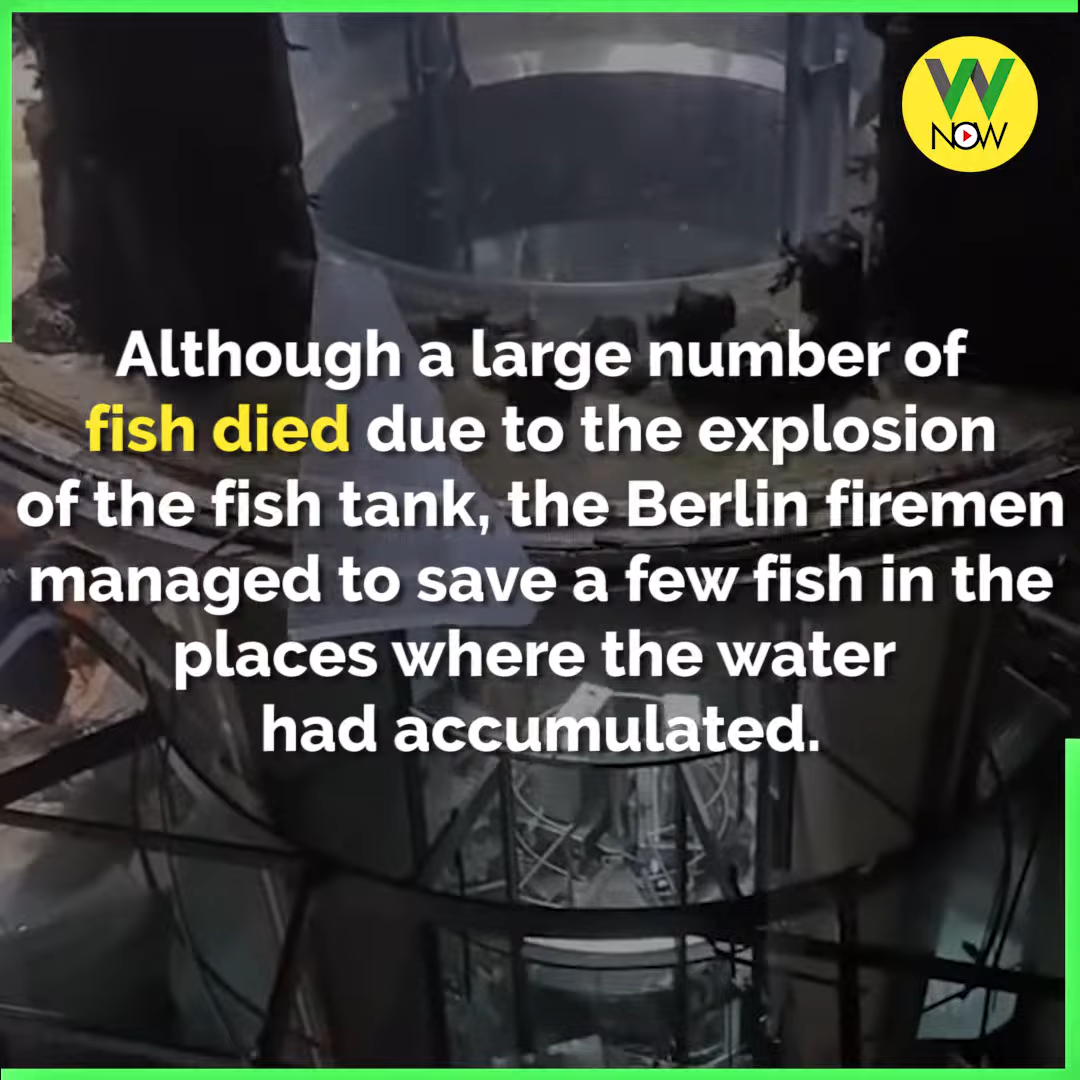 W
NOW
Although a large number of
fish died due to the explosion
of the fish tank, the Berlin firemen
managed to save a few fish in the
places where the water
had accumulated.